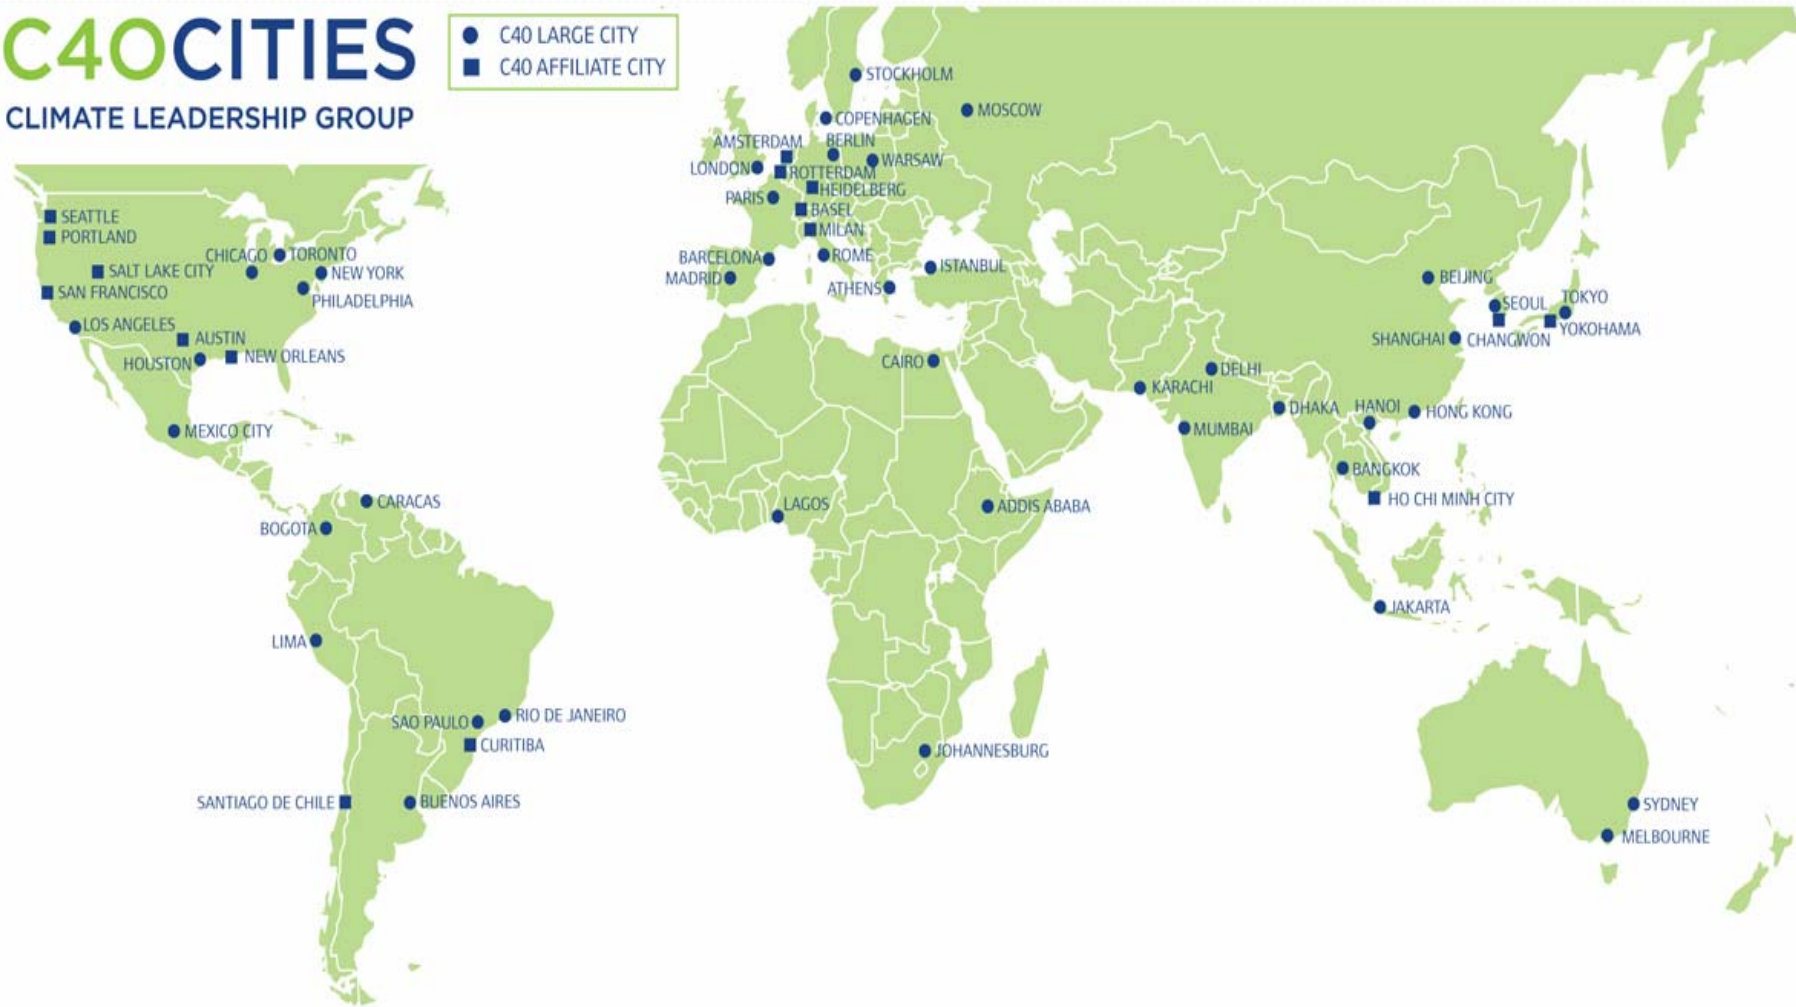 C40CITIES
CLIMATE LEADERSHIP GROUP
C40 LARGE CITY
C40 AFFILIATE CITY
STOCKHOLM
MOSCOW
COPENHAGEN
AMSTERDAM
BERLIN
LONDON
WARSAW
ROTTERDAM
HEIDELBERG
PARIS
BASEL
MILAN
BARCELONA
ROME
ISTANBUL
MADRID
ATHENS
SEATTLE
PORTLAND
CHICAGO
TORONTO
SALT LAKE CITY
NEW YORK
SAN FRANCISCO
PHILADELPHIA
LOS ANGELES
AUSTIN
HOUSTON
NEW ORLEANS
MEXICO CITY
CARACAS
BOGOTA
LIMA
SAO PAULO
RIO DE JANEIRO
CURITIBA
SANTIAGO DE CHILE
BUENOS AIRES
CAIRO
LAGOS
ADDIS ABABA
JOHANNESBURG
BEIJING
SEOUL
TOKYO
YOKOHAMA
SHANGHAI
CHANGWON
DELHI
KARACHI
DHAKA
HANOI
HONG KONG
MUMBAI
BANGKOK
HO CHI MINH CITY
JAKARTA
SYDNEY
MELBOURNE